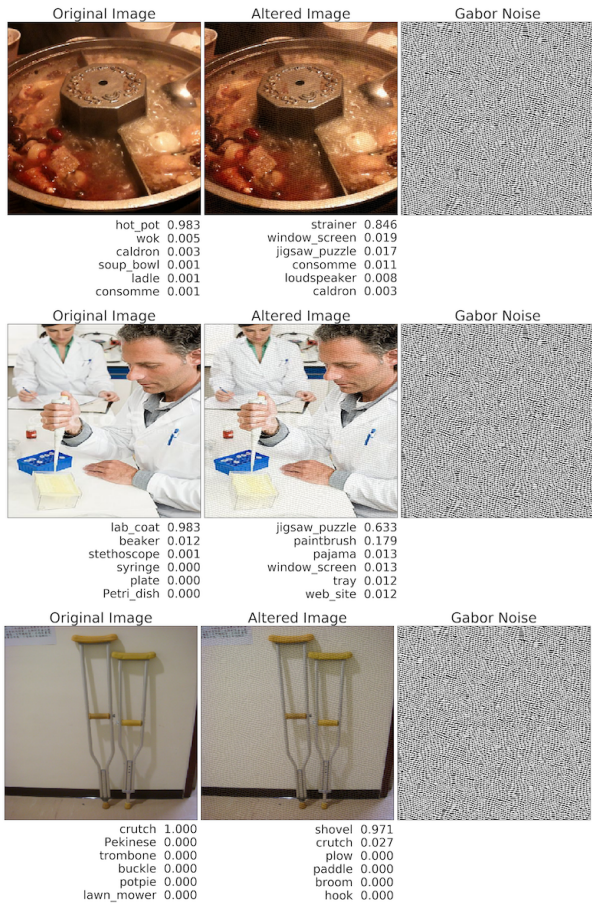 Original Image Altered Image Gabor Noise
hot_pot 0.983 strainer 0.846
wok 0.005 window_screen 0.019
caldron 0.003 jigsaw_puzzle 0.017
soup_bowl 0.001 consomme 0.011
ladle 0.001 loudspeaker 0.008
consomme 0.001 caldron 0.003
Original Image Altered Image Gabor Noise
lab_coat 0.983 jigsaw_puzzle 0.633
beaker 0.012 paintbrush 0.179
stethoscope 0.001 pajama 0.013
syringe 0.000 window_screen 0.013
plate 0.000 tray 0.012
Petri_dish 0.000 web_site 0.012
Original Image Altered Image Gabor Noise
crutch 1.000 shovel 0.971
Pekinese 0.000 crutch 0.027
trombone 0.000 plow 0.000
buckle 0.000 paddle 0.000
potpie 0.000 broom 0.000
lawn_mower 0.000 hook 0.000